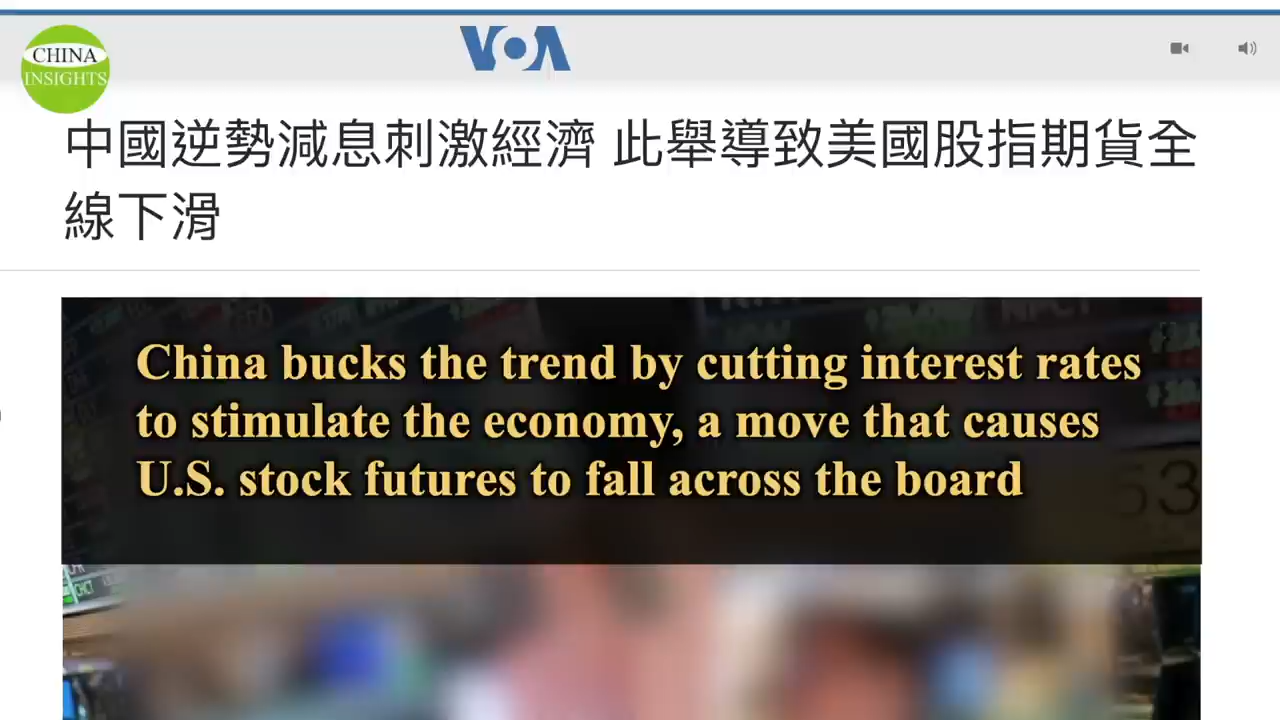 CHINA
INSIGHTS
VOA
中國逆勢減息刺激經濟 此舉導致美國股指期貨全
線下滑
China bucks the trend by cutting interest rates
to stimulate the economy, a move that causes
U.S. stock futures to fall across the board
53